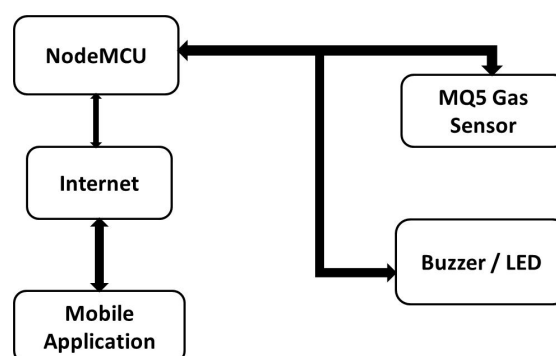 NodeMCU
MQ5 Gas
Sensor
Internet
Buzzer / LED
Mobile
Application